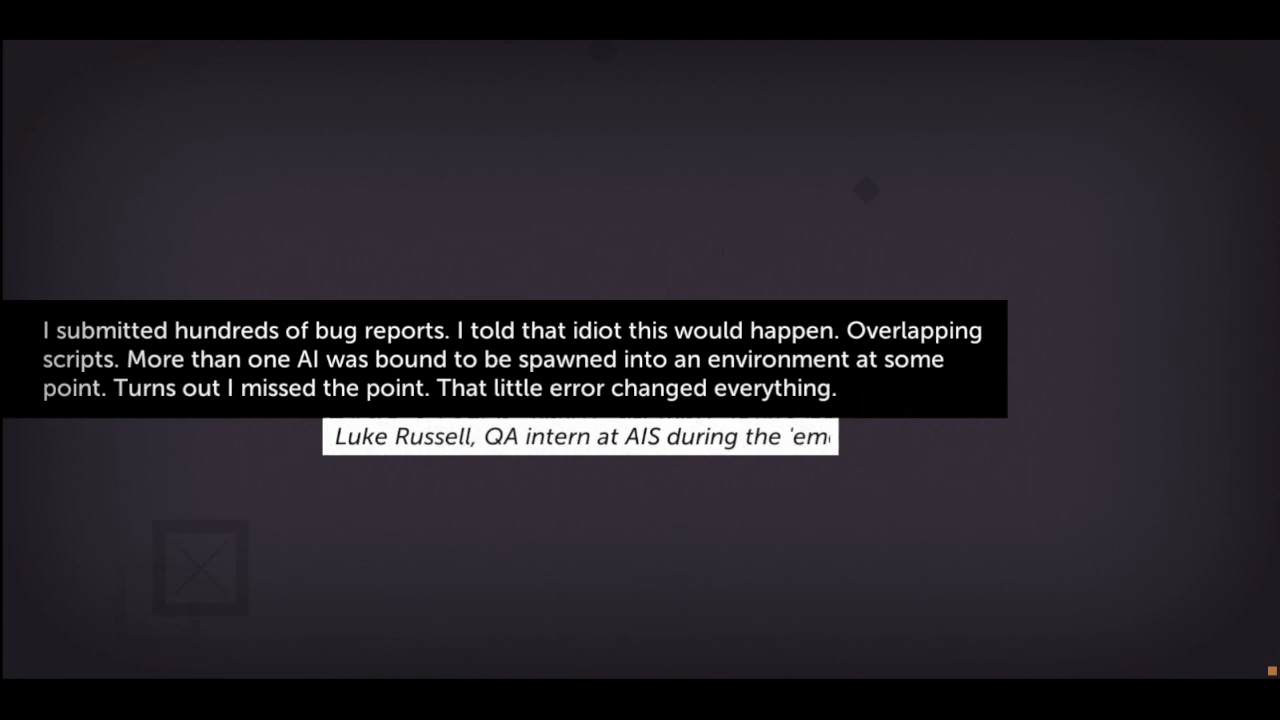 I submitted hundreds of bug reports. I told that idiot this would happen. Overlapping
scripts. More than one AI was bound to be spawned into an environment at some
point. Turns out I missed the point. That little error changed everything.
Luke Russell, QA intern at AIS during the 'em